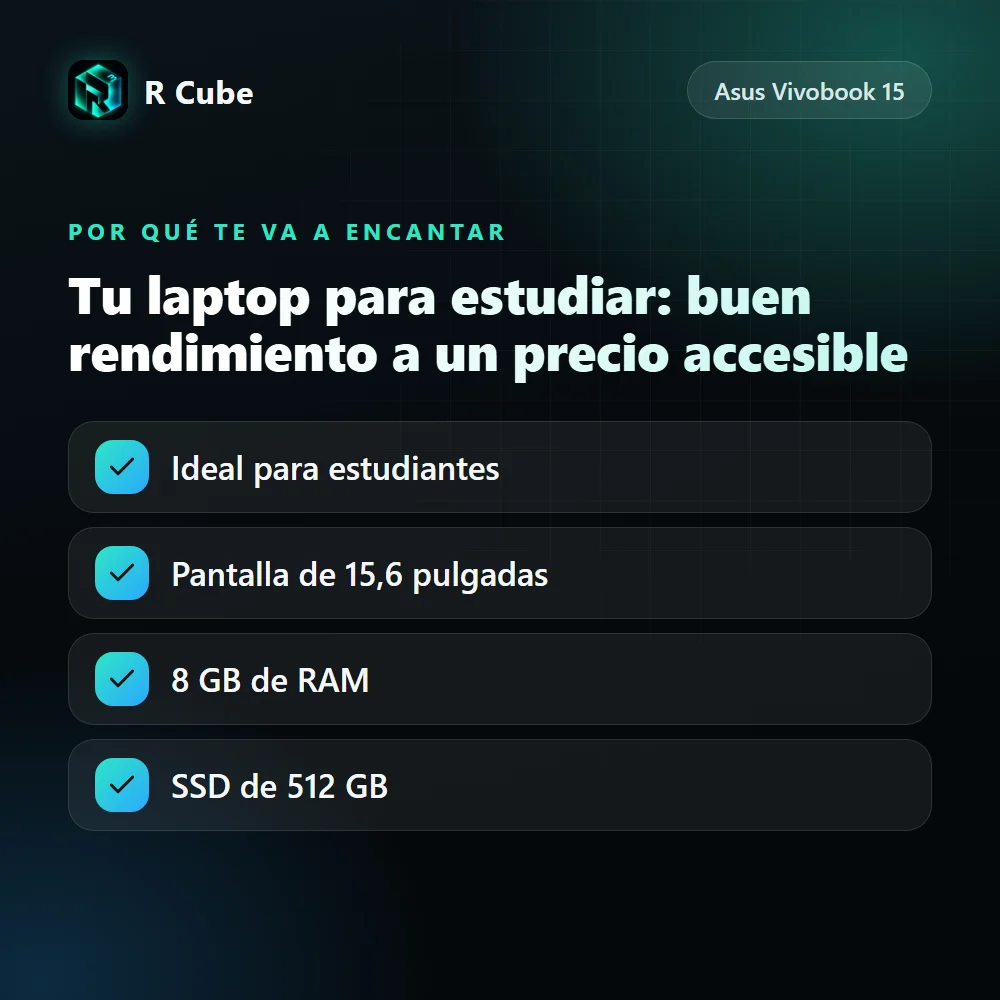 R Cube
Asus Vivobook 15
POR QUÉ TE VA A ENCANTAR
Tu laptop para estudiar: buen
rendimiento a un precio accesible
Ideal para estudiantes
Pantalla de 15,6 pulgadas
8 GB de RAM
SSD de 512 GB